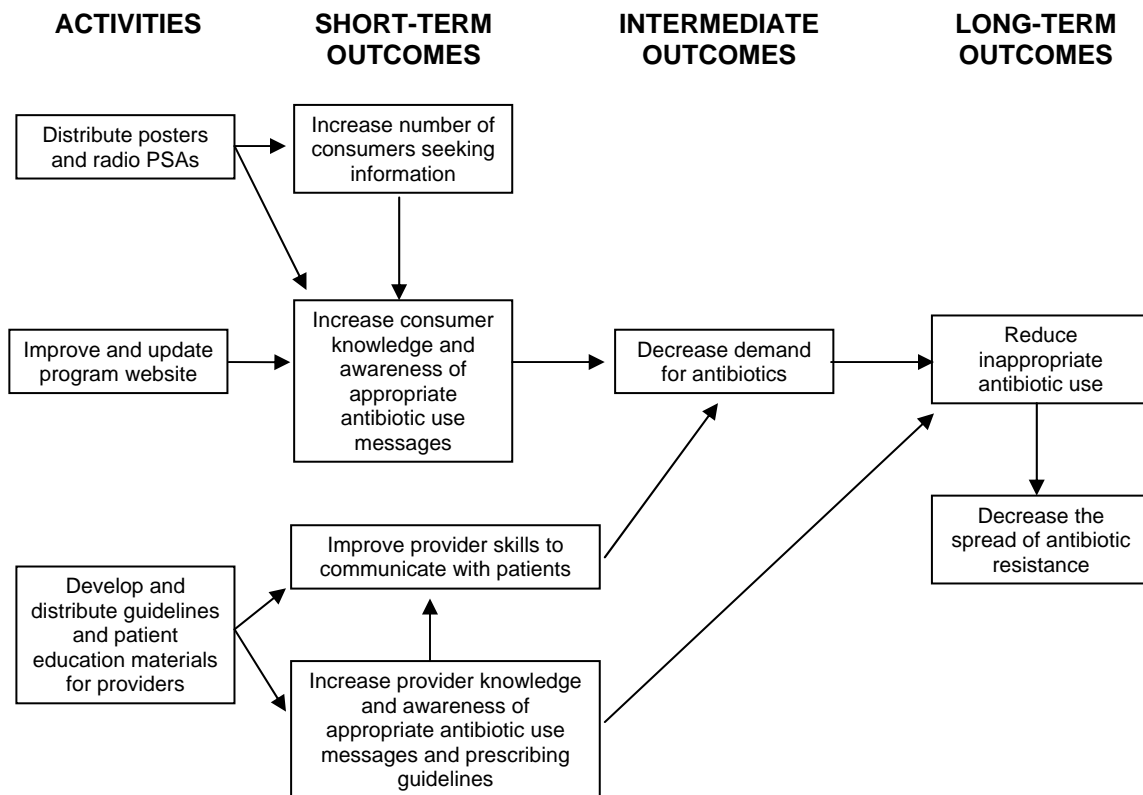 ACTIVITIES
SHORT-TERM
OUTCOMES
INTERMEDIATE
OUTCOMES
LONG-TERM
OUTCOMES
Distribute posters
and radio PSAs
Increase number of
consumers seeking
information
Improve and update
program website
Increase consumer
knowledge and
awareness of
appropriate
antibiotic use
messages
Decrease demand
for antibiotics
Reduce
inappropriate
antibiotic use
Decrease the
spread of antibiotic
resistance
Develop and
distribute guidelines
and patient
education materials
for providers
Improve provider skills to
communicate with patients
Increase provider knowledge
and awareness of
appropriate antibiotic use
messages and prescribing
guidelines